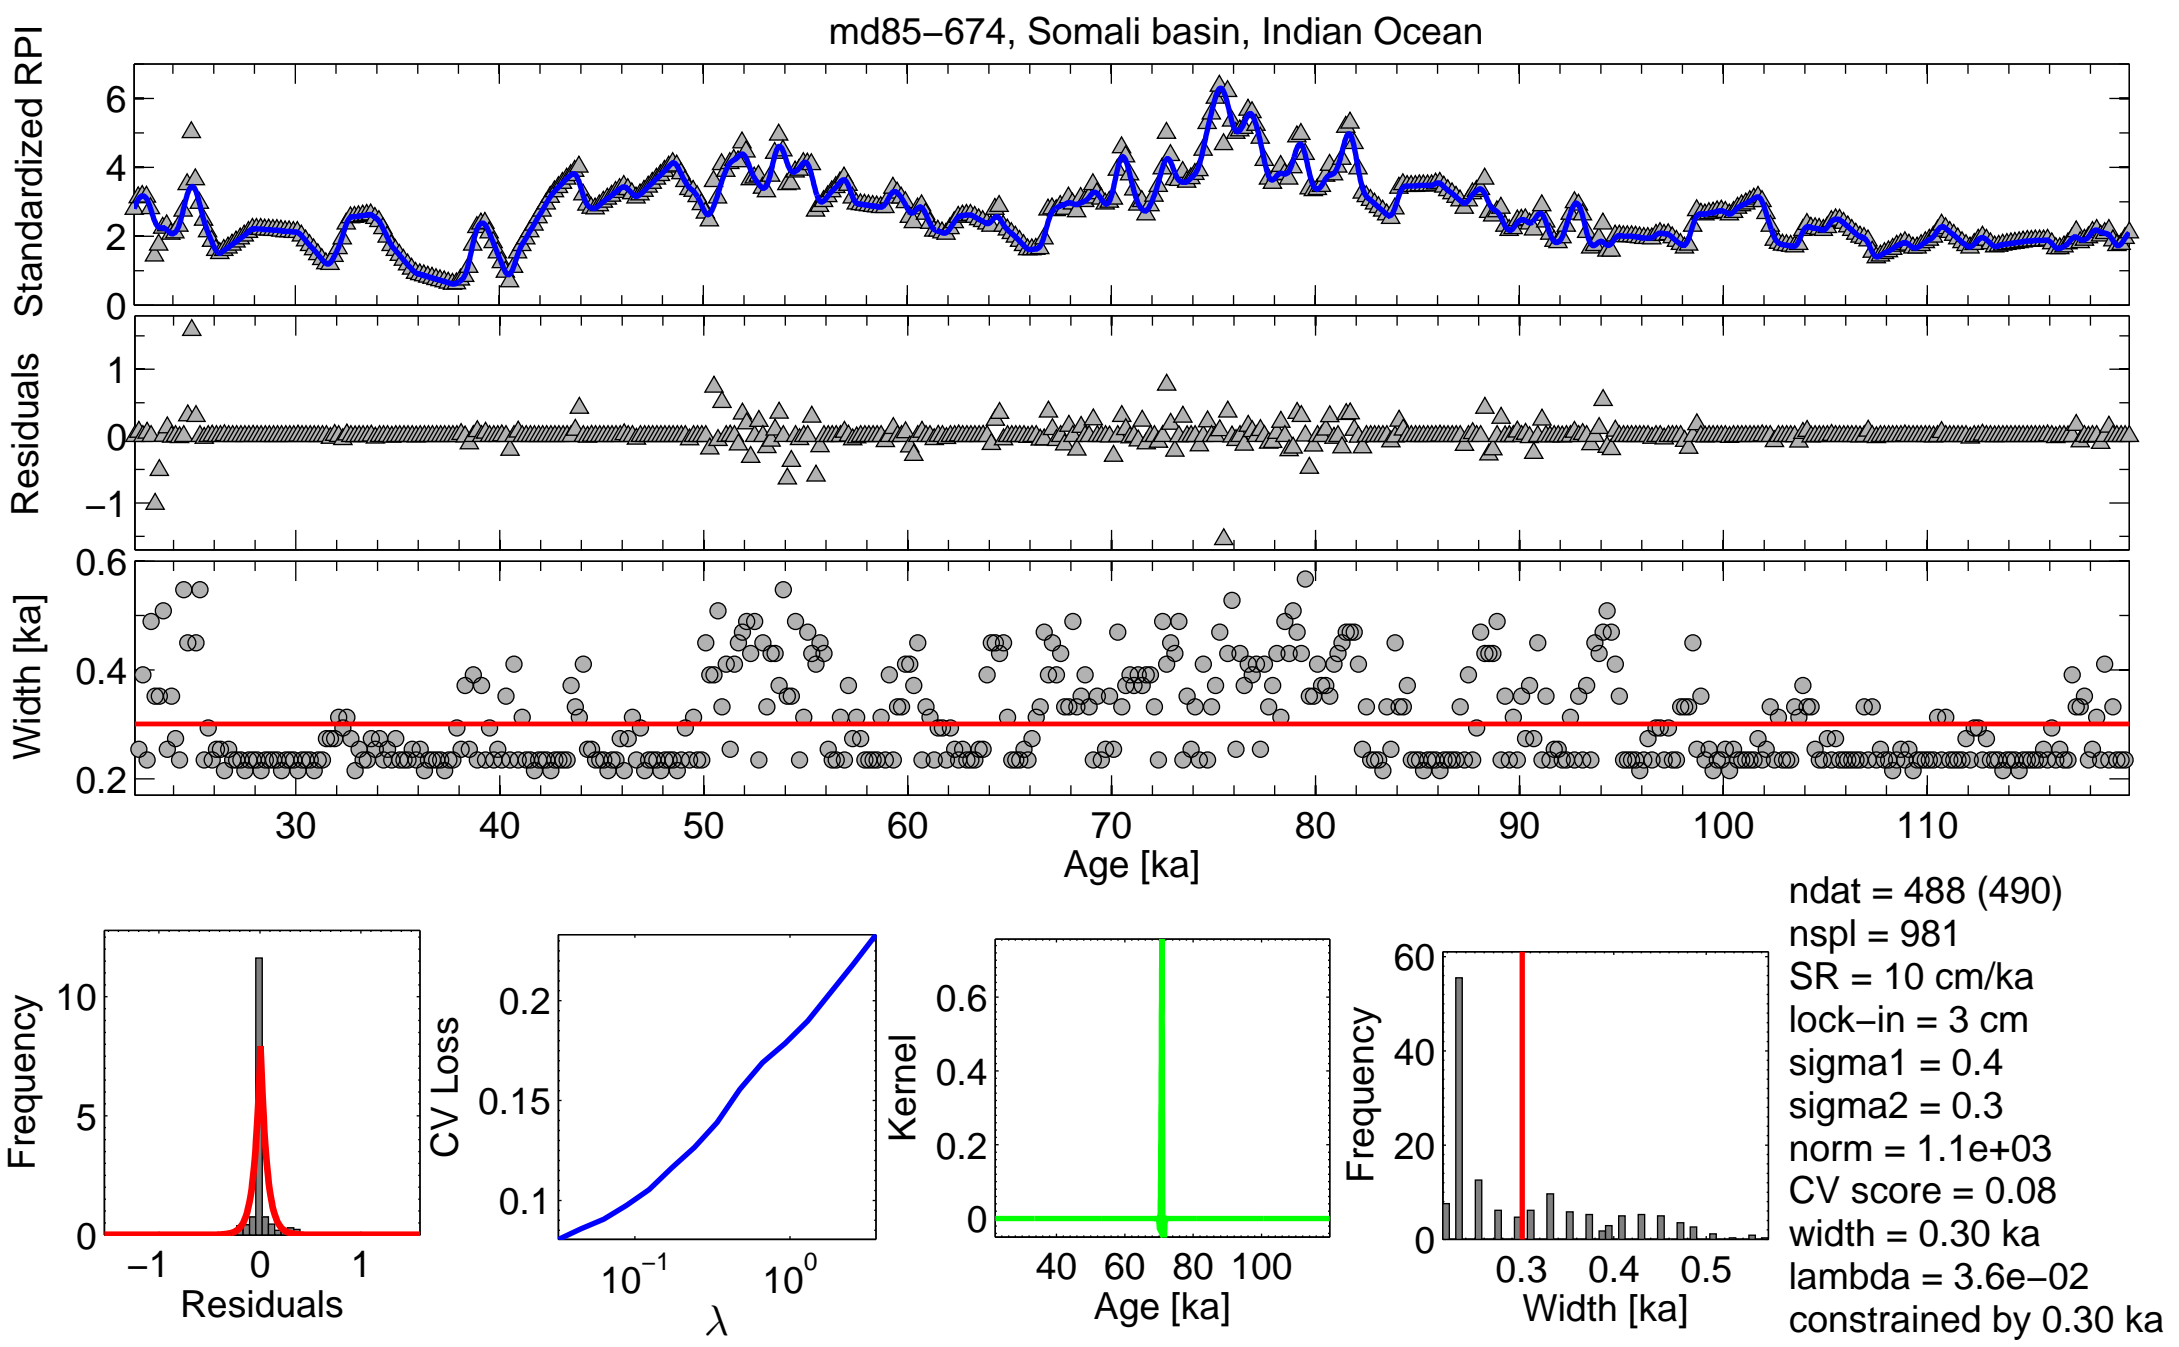 md85−674, Somali basin, Indian Ocean
Standardized RPI
6
4
2
0
Residuals
1
0
−1
Width [ka]
0.6
0.4
0.2
30 40 50 60 70 80 90 100 110
Age [ka]
Frequency
10
5
0
−1 0 1
Residuals
CV Loss
0.2
0.15
0.1
10−1 100
λ
Kernel
0.6
0.4
0.2
0
40 60 80 100
Age [ka]
Frequency
60
40
20
0
0.3 0.4 0.5
Width [ka]
ndat = 488 (490)
nspl = 981
SR = 10 cm/ka
lock−in = 3 cm
sigma1 = 0.4
sigma2 = 0.3
norm = 1.1e+03
CV score = 0.08
width = 0.30 ka
lambda = 3.6e−02
constrained by 0.30 ka